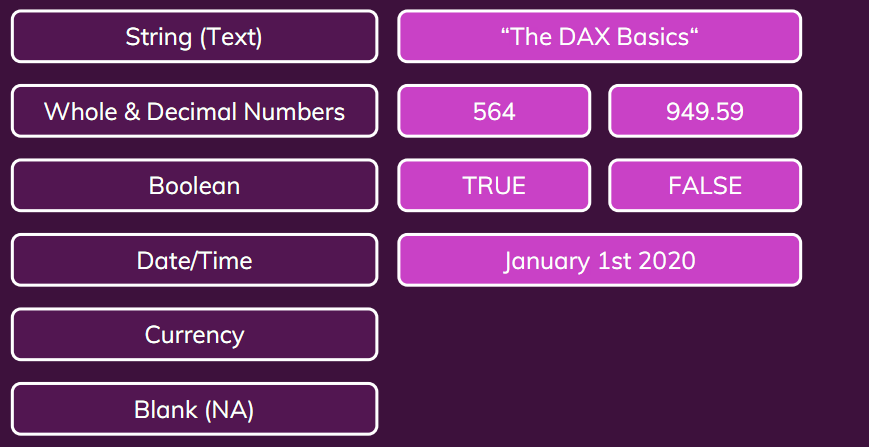 String (Text) “The DAX Basics“
Whole & Decimal Numbers 564 949.59
Boolean TRUE FALSE
Date/Time January 1st 2020
Currency
Blank (NA)